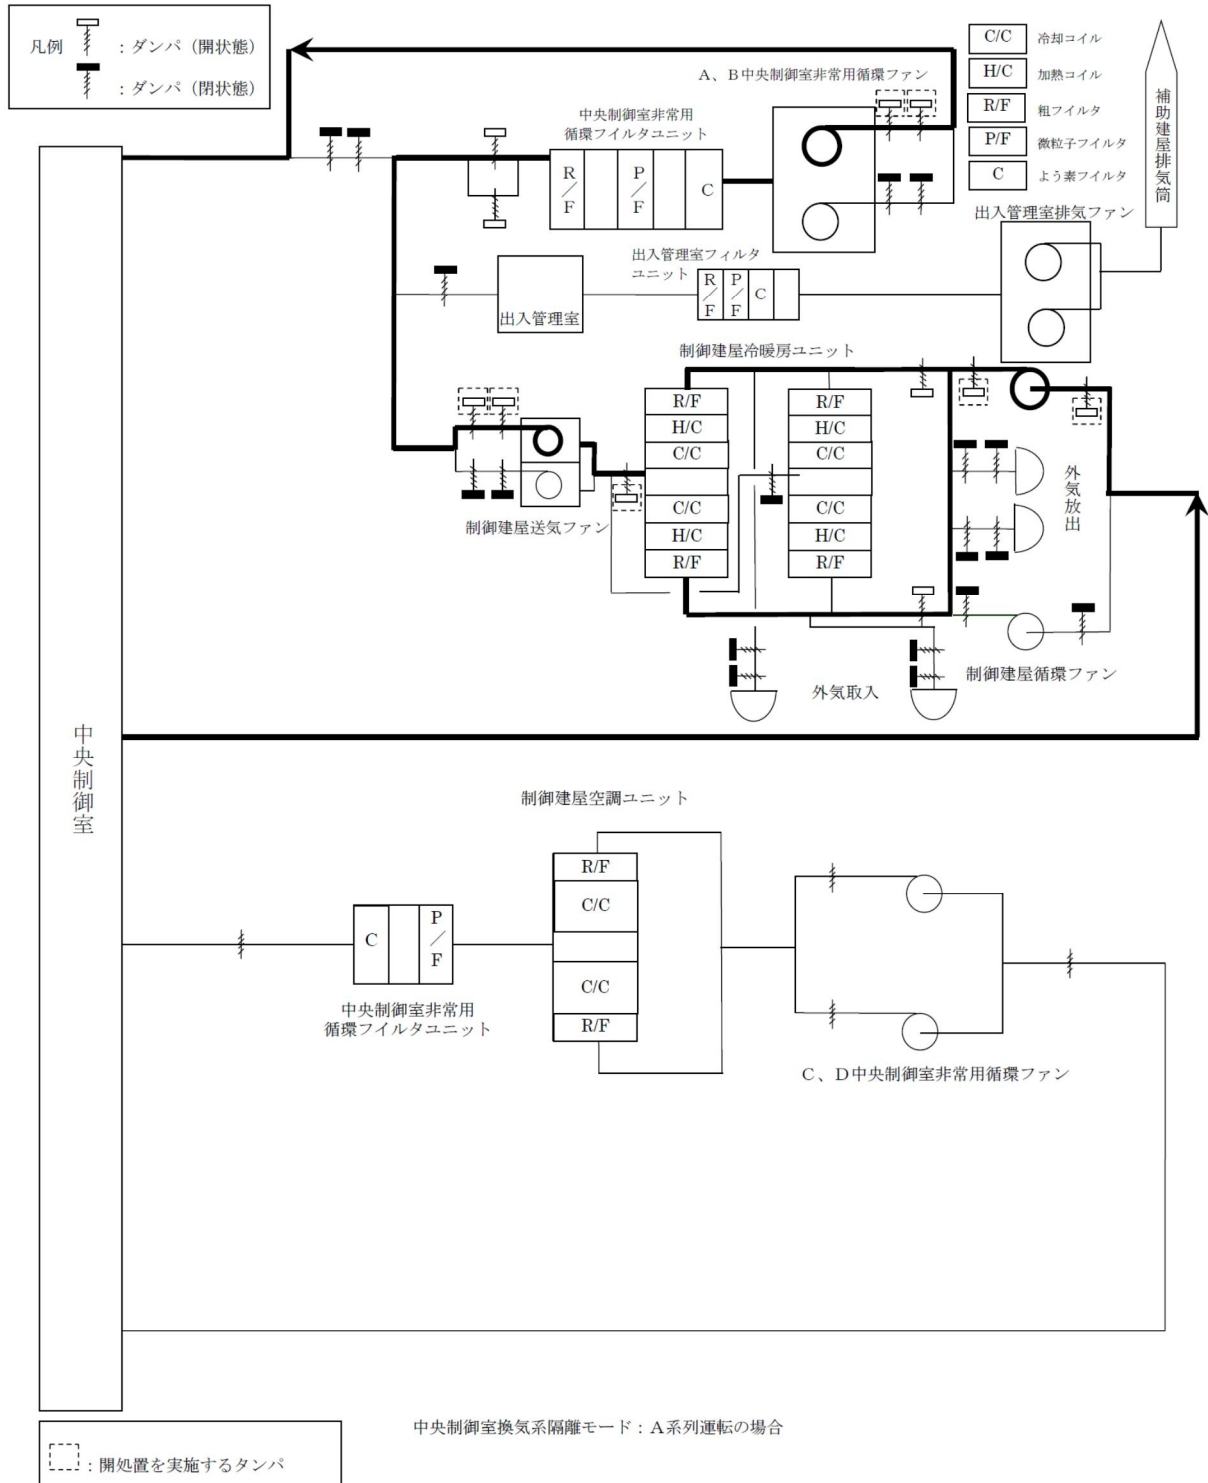 凡例
：ダンパ（開状態）
：ダンパ（閉状態）
C/C 冷却コイル
H/C 加熱コイル
R/F 粗フイルタ
P/F 微粒子フイルタ
C よう素フイルタ
補助建屋排気筒
A、B中央制御室非常用循環ファン
中央制御室非常用
循環フイルタユニット
R/F
P/F
C
出入管理室排気ファン
出入管理室フィルタ
ユニット
R/F
P/F
C
出入管理室
制御建屋冷暖房ユニット
R/F
H/C
C/C
C/C
H/C
R/F
R/F
H/C
C/C
C/C
H/C
R/F
制御建屋送気ファン
外気放出
制御建屋循環ファン
外気取入
中央制御室
制御建屋空調ユニット
R/F
C/C
C/C
R/F
C
P/F
中央制御室非常用
循環フイルタユニット
C、D中央制御室非常用循環ファン
中央制御室換気系隔離モード：A系列運転の場合
：開処置を実施するタンパ